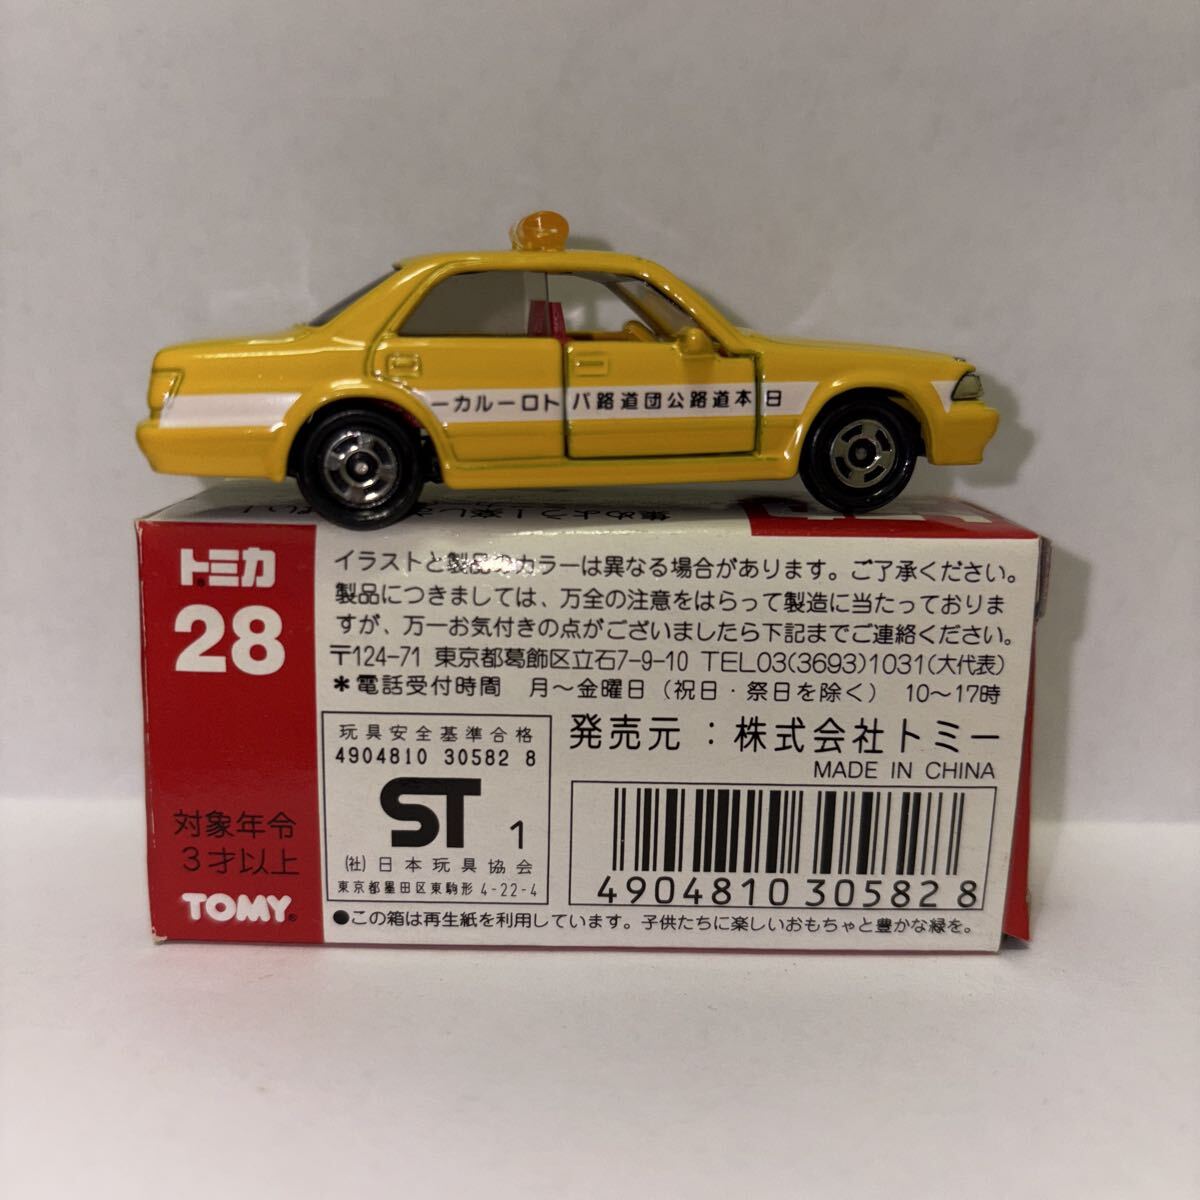 日本道路公団道路パトロールカー
トミカ
28
対象年令
3才以上
TOMY
イラストと製品のカラーは異なる場合があります。ご了承ください。
製品につきましては、万全の注意をはらって製造に当たっておりま
すが、万一お気付きの点がございましたら下記までご連絡ください。
〒124-71 東京都葛飾区立石7-9-10 TEL03(3693)1031(大代表)
*電話受付時間 月〜金曜日(祝日・祭日を除く) 10〜17時
玩具安全基準合格
4904810 30582 8
ST 1
(社)日本玩具協会
東京都墨田区東駒形 4-22-4
発売元:株式会社トミー
MADE IN CHINA
4904810305828
●この箱は再生紙を利用しています。子供たちに楽しいおもちゃと豊かな緑を。